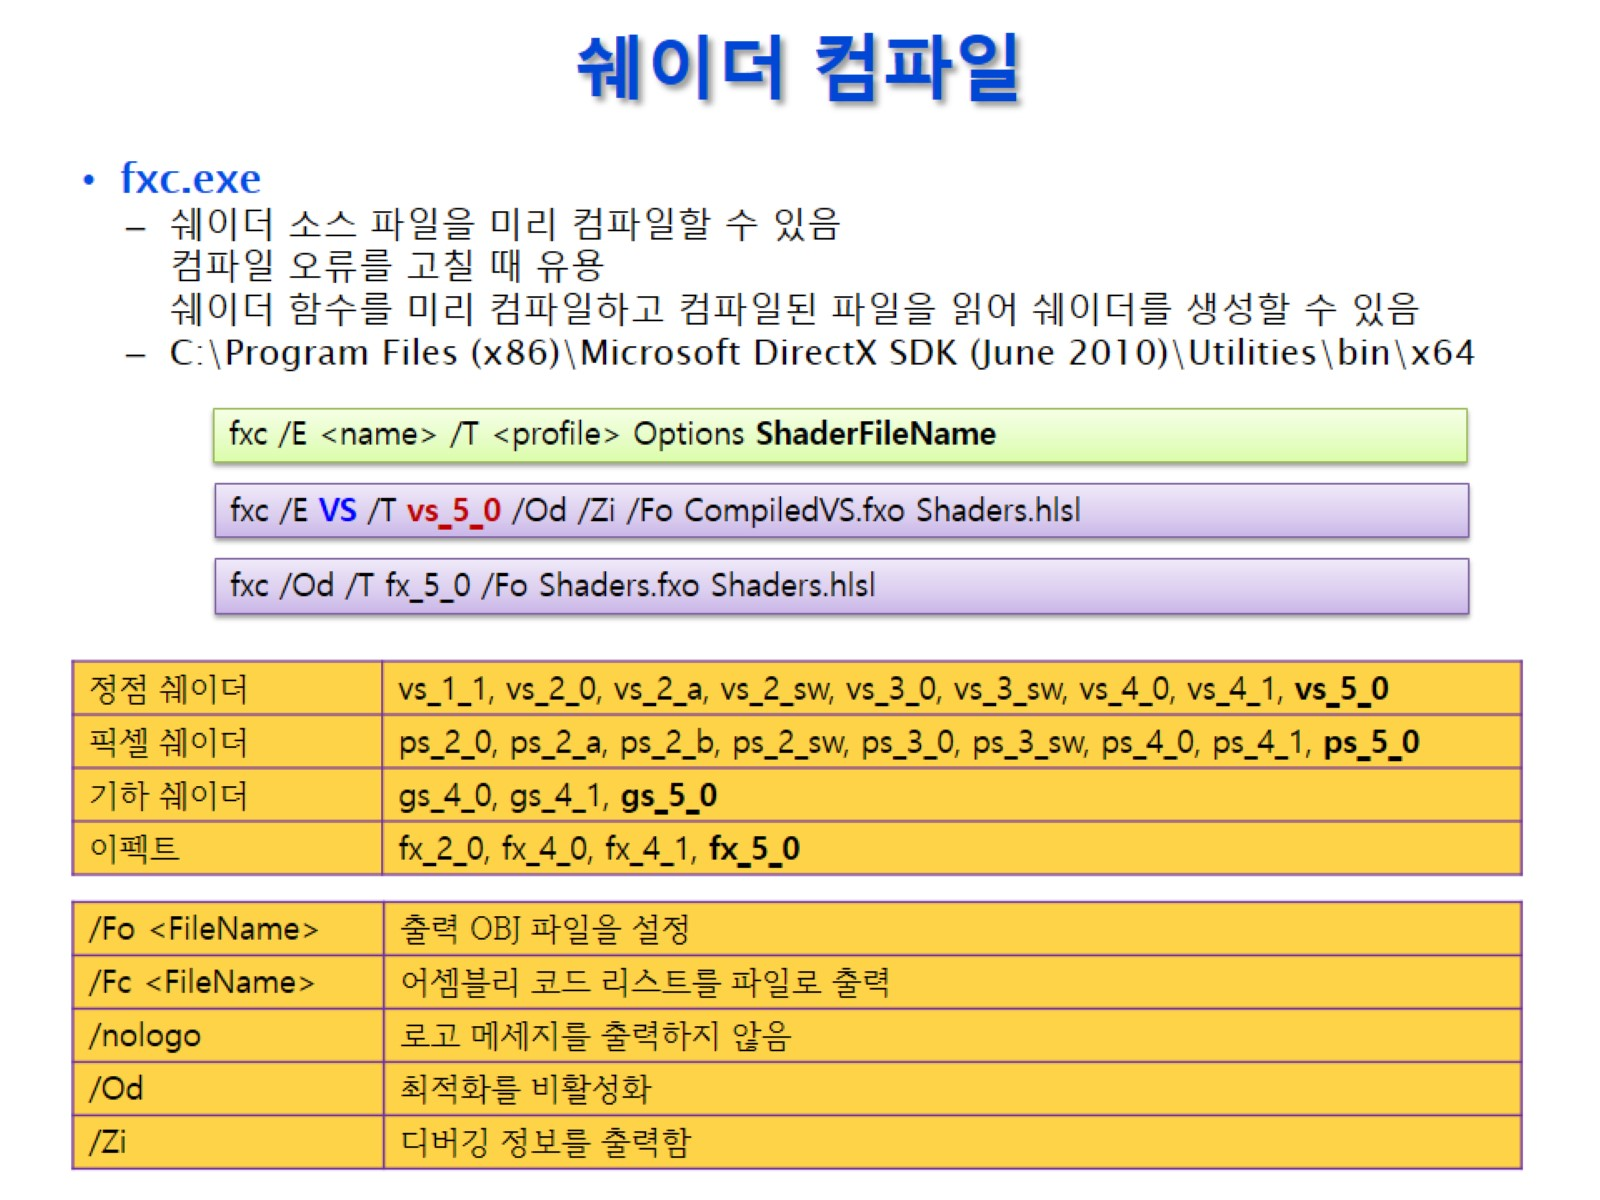 쉐이더 컴파일
• fxc.exe
– 쉐이더 소스 파일을 미리 컴파일할 수 있음
컴파일 오류를 고칠 때 유용
쉐이더 함수를 미리 컴파일하고 컴파일된 파일을 읽어 쉐이더를 생성할 수 있음
– C:\Program Files (x86)\Microsoft DirectX SDK (June 2010)\Utilities\bin\x64
fxc /E <name> /T <profile> Options ShaderFileName
fxc /E VS /T vs_5_0 /Od /Zi /Fo CompiledVS.fxo Shaders.hlsl
fxc /Od /T fx_5_0 /Fo Shaders.fxo Shaders.hlsl
정점 쉐이더 vs_1_1, vs_2_0, vs_2_a, vs_2_sw, vs_3_0, vs_3_sw, vs_4_0, vs_4_1, vs_5_0
픽셀 쉐이더 ps_2_0, ps_2_a, ps_2_b, ps_2_sw, ps_3_0, ps_3_sw, ps_4_0, ps_4_1, ps_5_0
기하 쉐이더 gs_4_0, gs_4_1, gs_5_0
이펙트 fx_2_0, fx_4_0, fx_4_1, fx_5_0
/Fo <FileName> 출력 OBJ 파일을 설정
/Fc <FileName> 어셈블리 코드 리스트를 파일로 출력
/nologo 로고 메세지를 출력하지 않음
/Od 최적화를 비활성화
/Zi 디버깅 정보를 출력함